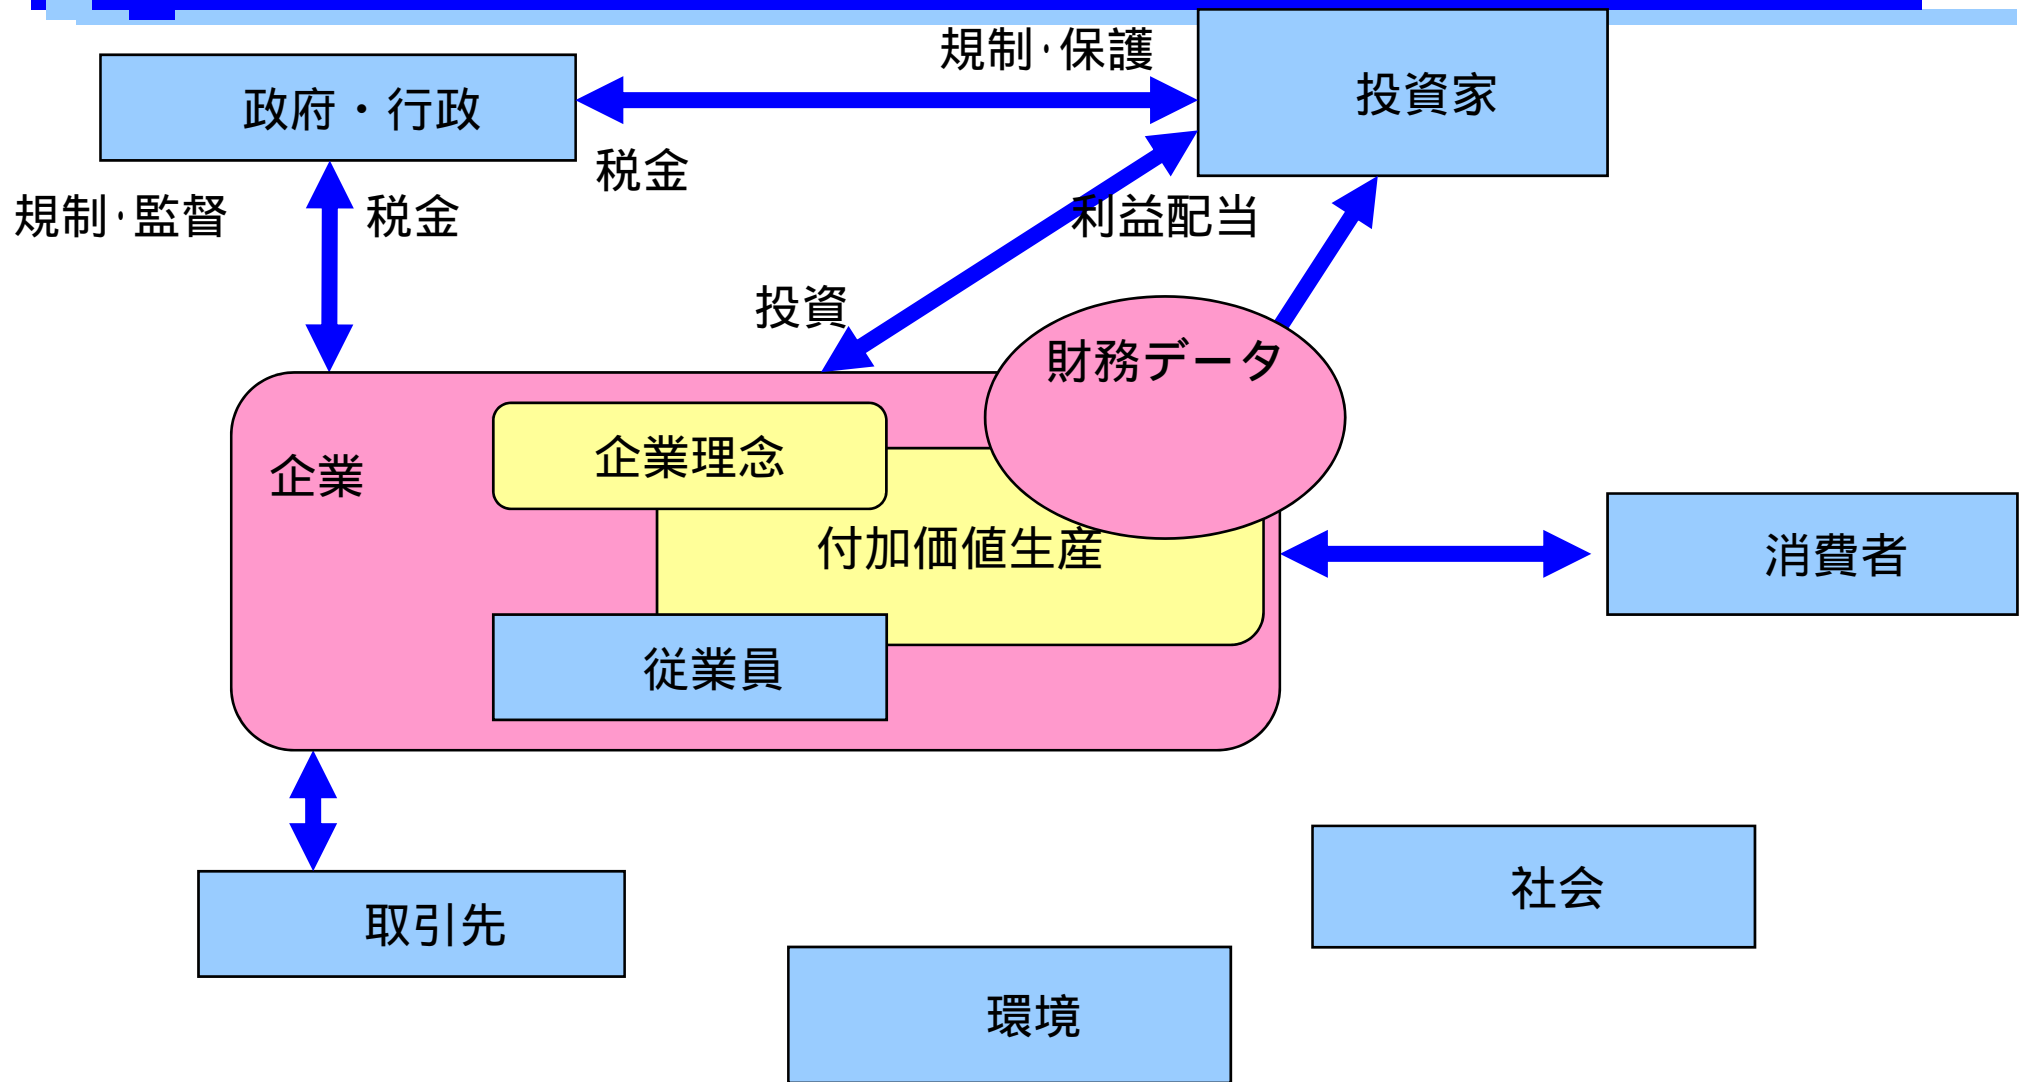 規制･保護
投資家
政府・行政
税金
規制･監督
税金
利益配当
投資
財務データ
企業理念
企業
付加価値生産
消費者
従業員
社会
取引先
環境